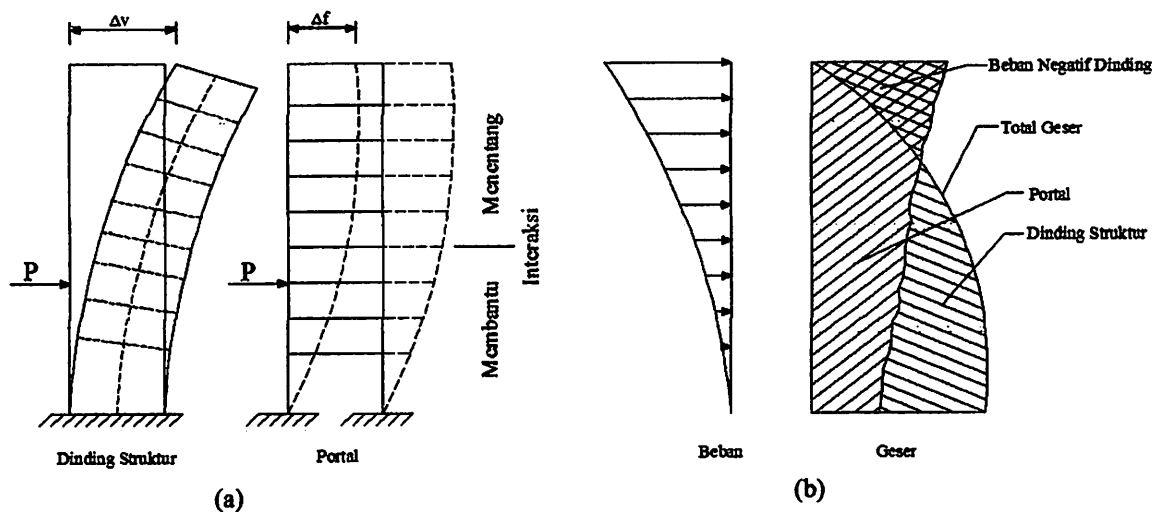 Δv
Δf
P
P
Menentang
Membantu
Interaksi
Dinding Struktur
Portal
(a)
Beban Negatif Dinding
Total Geser
Portal
Dinding Struktur
Beban
Geser
(b)